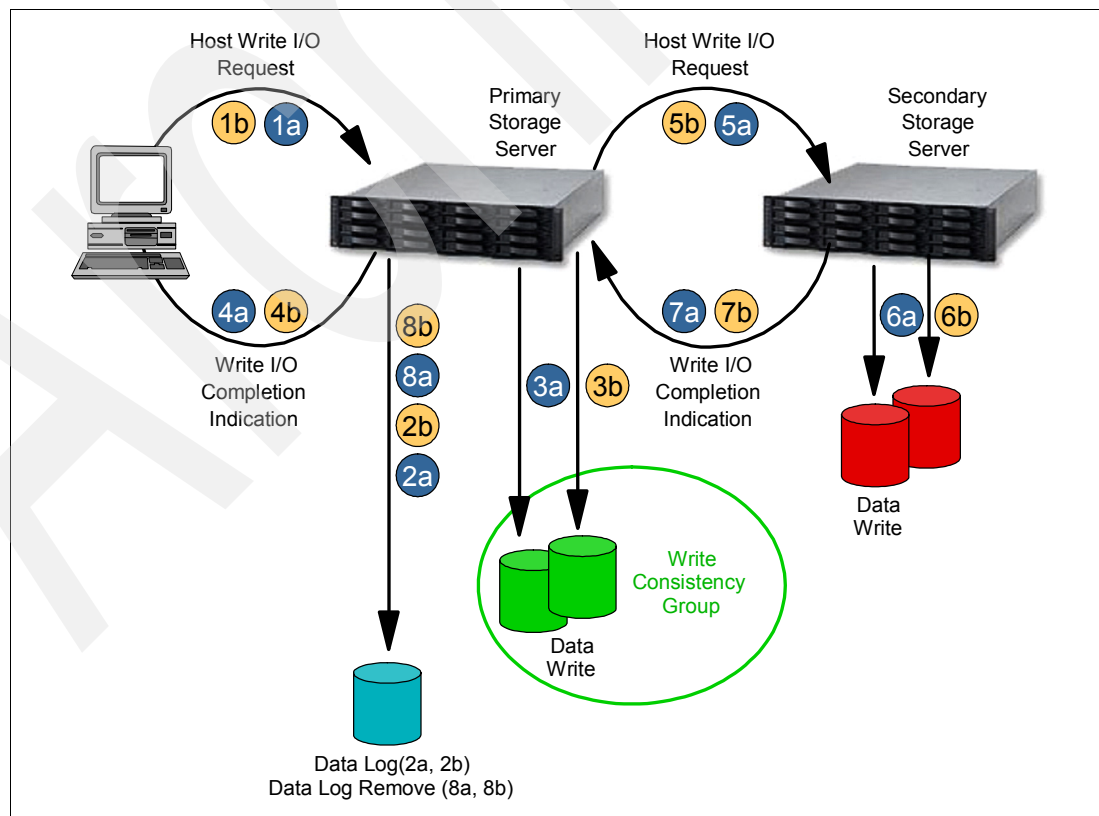 Host Write I/O
Request
1b 1a
Primary
Storage
Server
Host Write I/O
Request
5b 5a
Secondary
Storage
Server
4a 4b
Write I/O
Completion
Indication
8b
8a
2b
2a
3a 3b
7a 7b
Write I/O
Completion
Indication
6a 6b
Data
Write
Write
Consistency
Group
Data
Write
Data Log(2a, 2b)
Data Log Remove (8a, 8b)